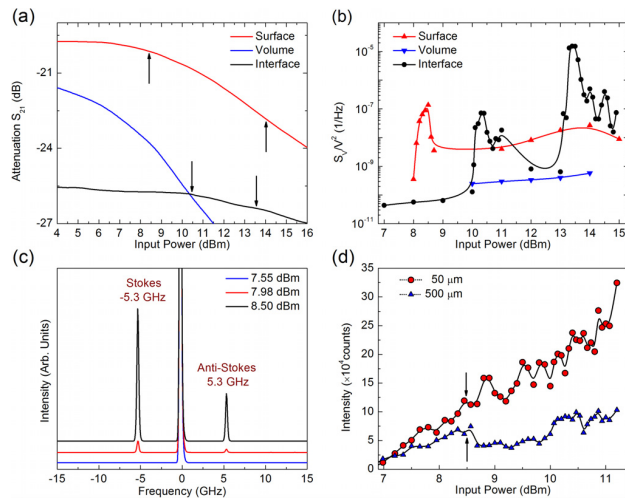 (a)
Surface
Volume
Interface
Attenuation S21 (dB)
-19
-21
-23
-25
-27
4 5 6 7 8 9 10 11 12 13 14 15 16
Input Power (dBm)
(b)
Surface
Volume
Interface
Sv/V² (1/Hz)
10-5
10-7
10-9
10-11
7 8 9 10 11 12 13 14 15
Input Power (dBm)
(c)
Stokes
-5.3 GHz
7.55 dBm
7.98 dBm
8.50 dBm
Anti-Stokes
5.3 GHz
Intensity (Arb. Units)
-15 -10 -5 0 5 10 15
Frequency (GHz)
(d)
50 μm
500 μm
Intensity (×10⁴counts)
35
30
25
20
15
10
5
0
7 8 9 10 11
Input Power (dBm)